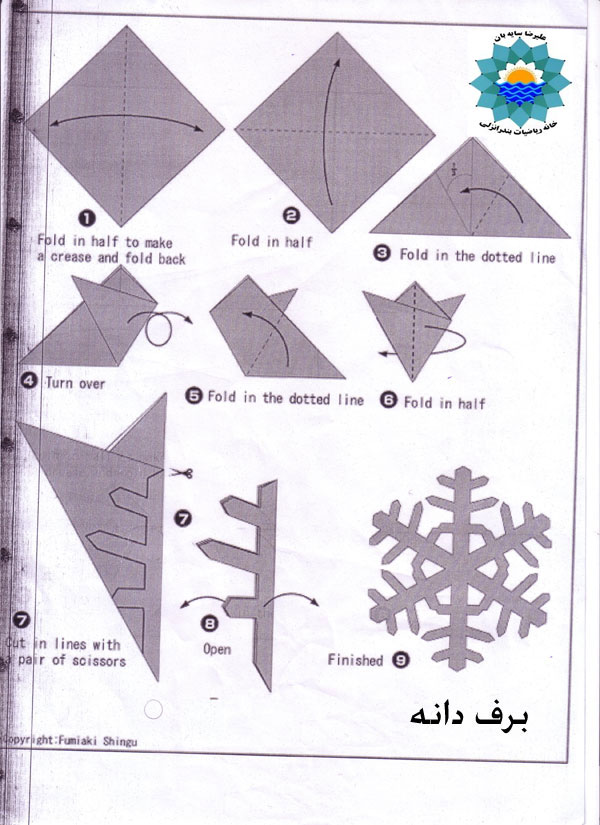 علیرضا سایه بان
خانه ریاضیات بندرانزلی
1
Fold in half to make
a crease and fold back
2
Fold in half
1/3
3 Fold in the dotted line
4 Turn over
5 Fold in the dotted line
6 Fold in half
7
7
Cut in lines with
a pair of scissors
8
Open
Finished 9
برف دانه
Copyright:Fumiaki Shingu